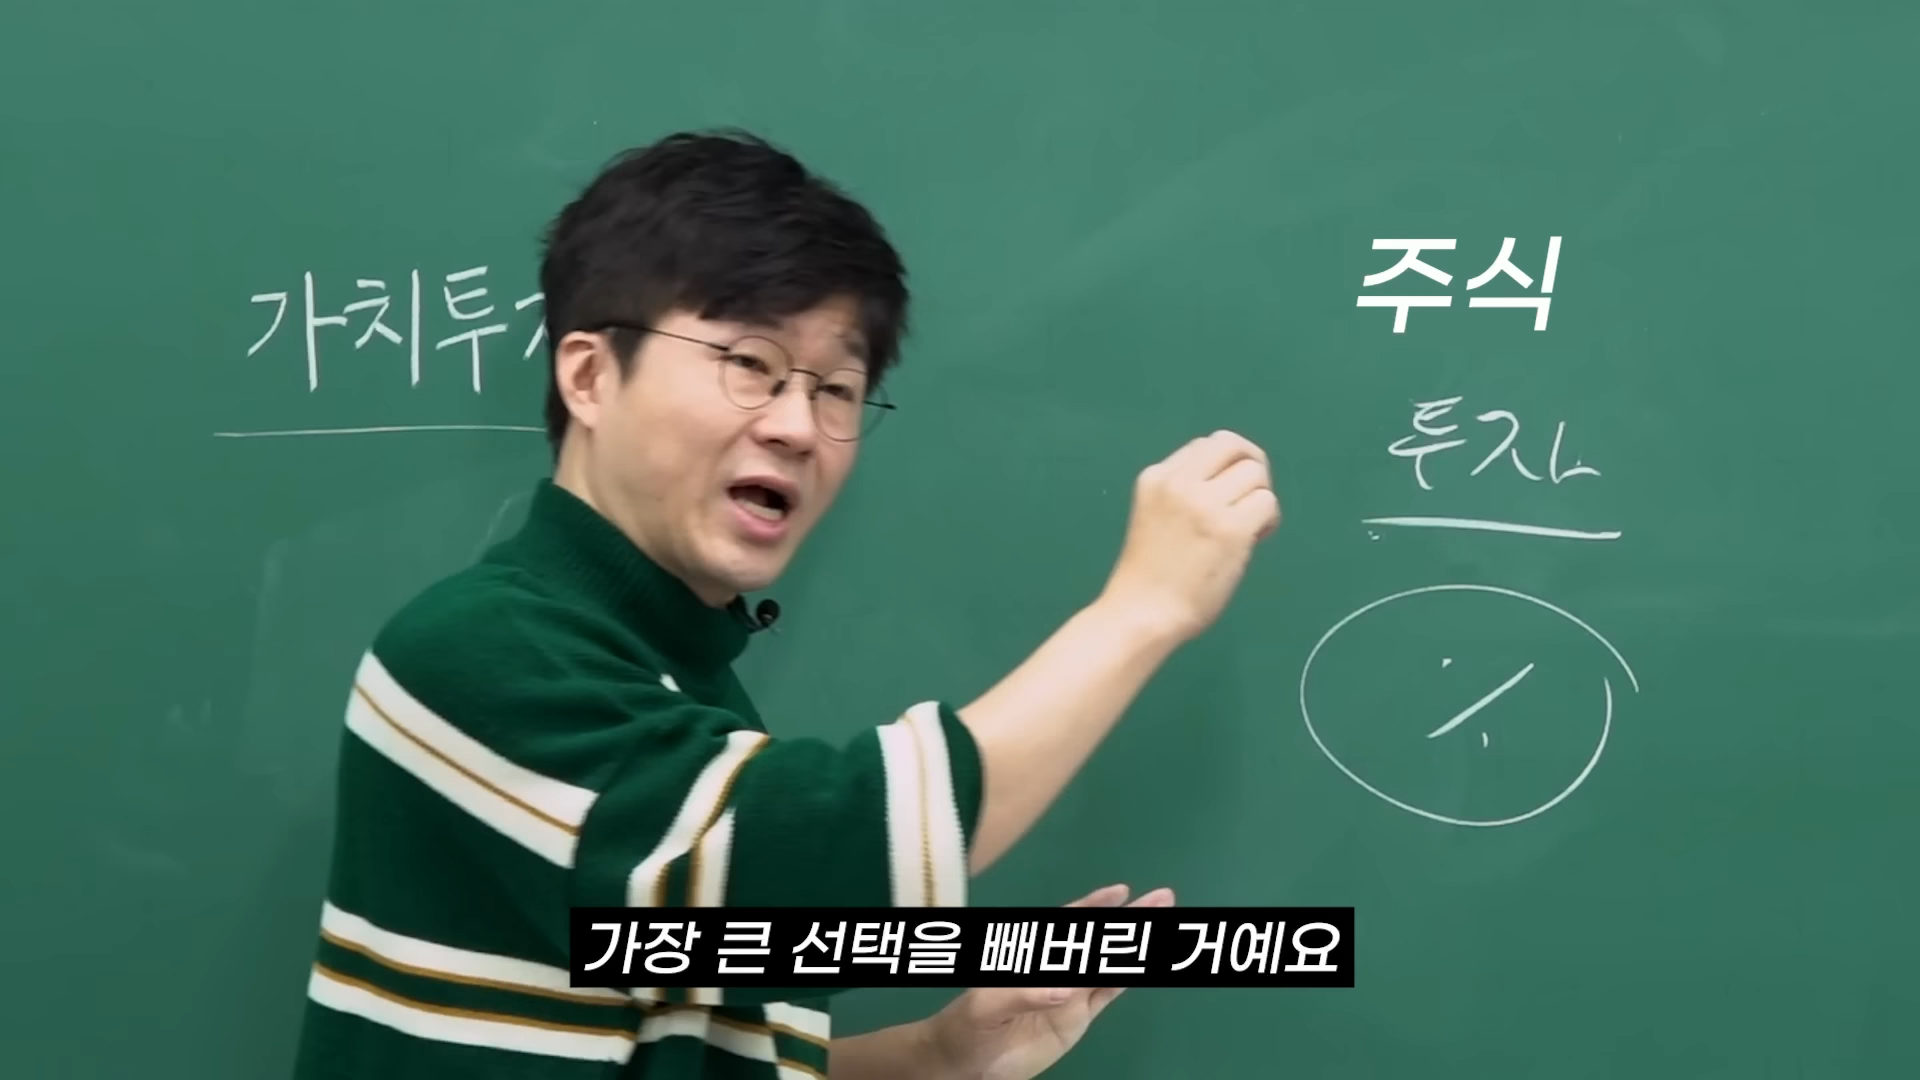 가치투
주식
투자
%
가장 큰 선택을 빼버린 거예요